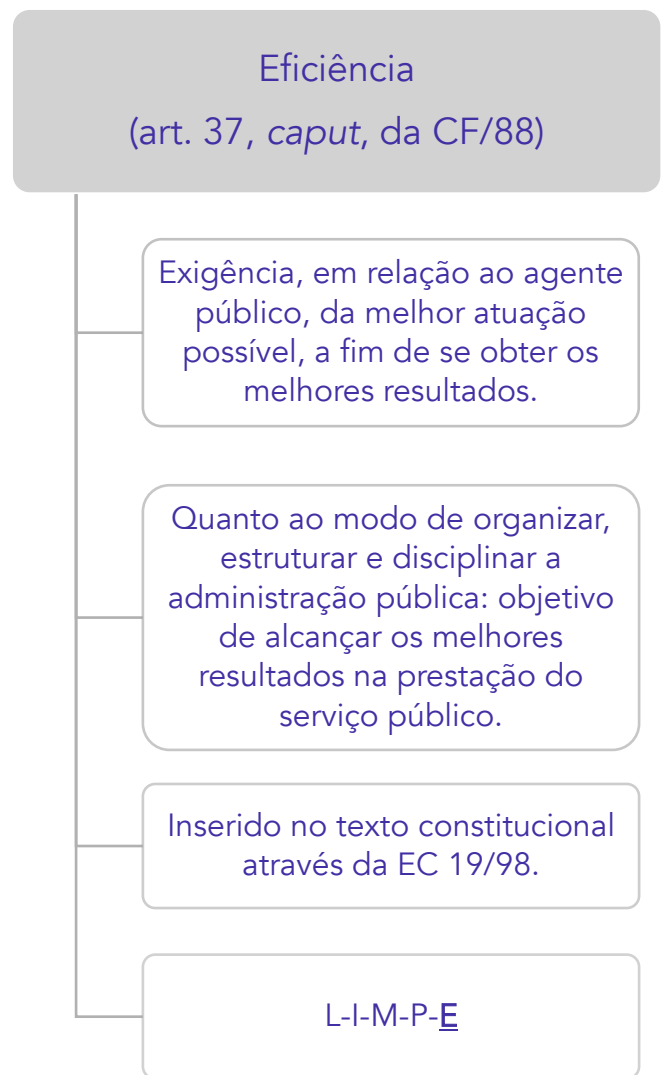 Eficiência
(art. 37, caput, da CF/88)
Exigência, em relação ao agente
público, da melhor atuação
possível, a fim de se obter os
melhores resultados.
Quanto ao modo de organizar,
estruturar e disciplinar a
administração pública: objetivo
de alcançar os melhores
resultados na prestação do
serviço público.
Inserido no texto constitucional
através da EC 19/98.
L-I-M-P-E